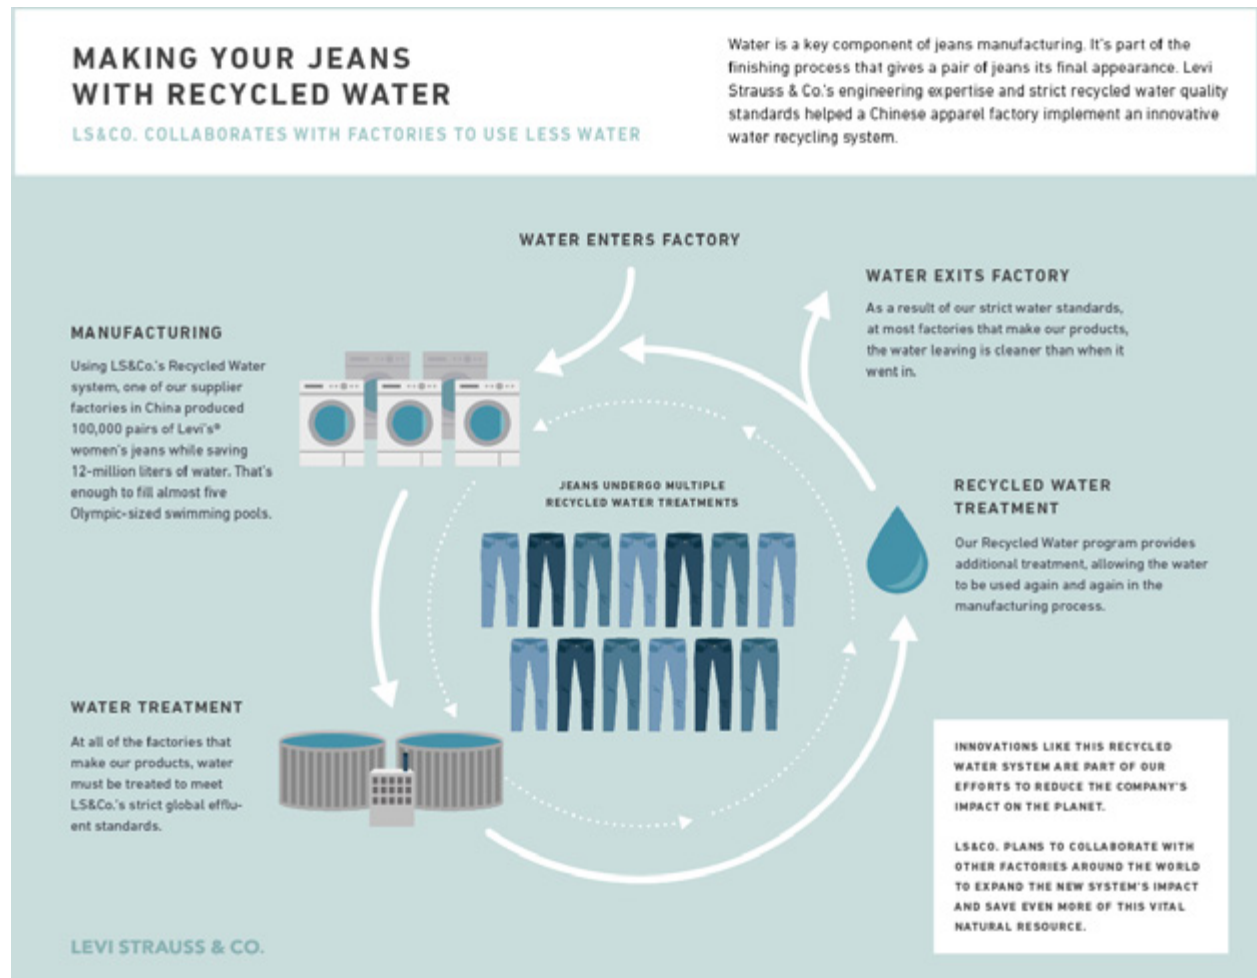 MAKING YOUR JEANS
WITH RECYCLED WATER
LS&CO. COLLABORATES WITH FACTORIES TO USE LESS WATER
Water is a key component of jeans manufacturing. It's part of the
finishing process that gives a pair of jeans its final appearance. Levi
Strauss & Co.'s engineering expertise and strict recycled water quality
standards helped a Chinese apparel factory implement an innovative
water recycling system.
WATER ENTERS FACTORY
WATER EXITS FACTORY
As a result of our strict water standards,
at most factories that make our products,
the water leaving is cleaner than when it
went in.
MANUFACTURING
Using LS&Co.'s Recycled Water
system, one of our supplier
factories in China produced
100,000 pairs of Levi's®
women's jeans while saving
12-million liters of water. That's
enough to fill almost five
Olympic-sized swimming pools.
JEANS UNDERGO MULTIPLE
RECYCLED WATER TREATMENTS
RECYCLED WATER
TREATMENT
Our Recycled Water program provides
additional treatment, allowing the water
to be used again and again in the
manufacturing process.
WATER TREATMENT
At all of the factories that
make our products, water
must be treated to meet
LS&Co.'s strict global efflu-
ent standards.
INNOVATIONS LIKE THIS RECYCLED
WATER SYSTEM ARE PART OF OUR
EFFORTS TO REDUCE THE COMPANY'S
IMPACT ON THE PLANET.
LS&CO. PLANS TO COLLABORATE WITH
OTHER FACTORIES AROUND THE WORLD
TO EXPAND THE NEW SYSTEM'S IMPACT
AND SAVE EVEN MORE OF THIS VITAL
NATURAL RESOURCE.
LEVI STRAUSS & CO.